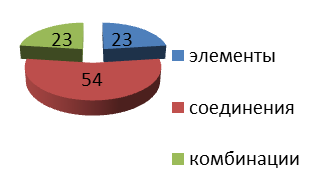 23 23
54
элементы
соединения
комбинации